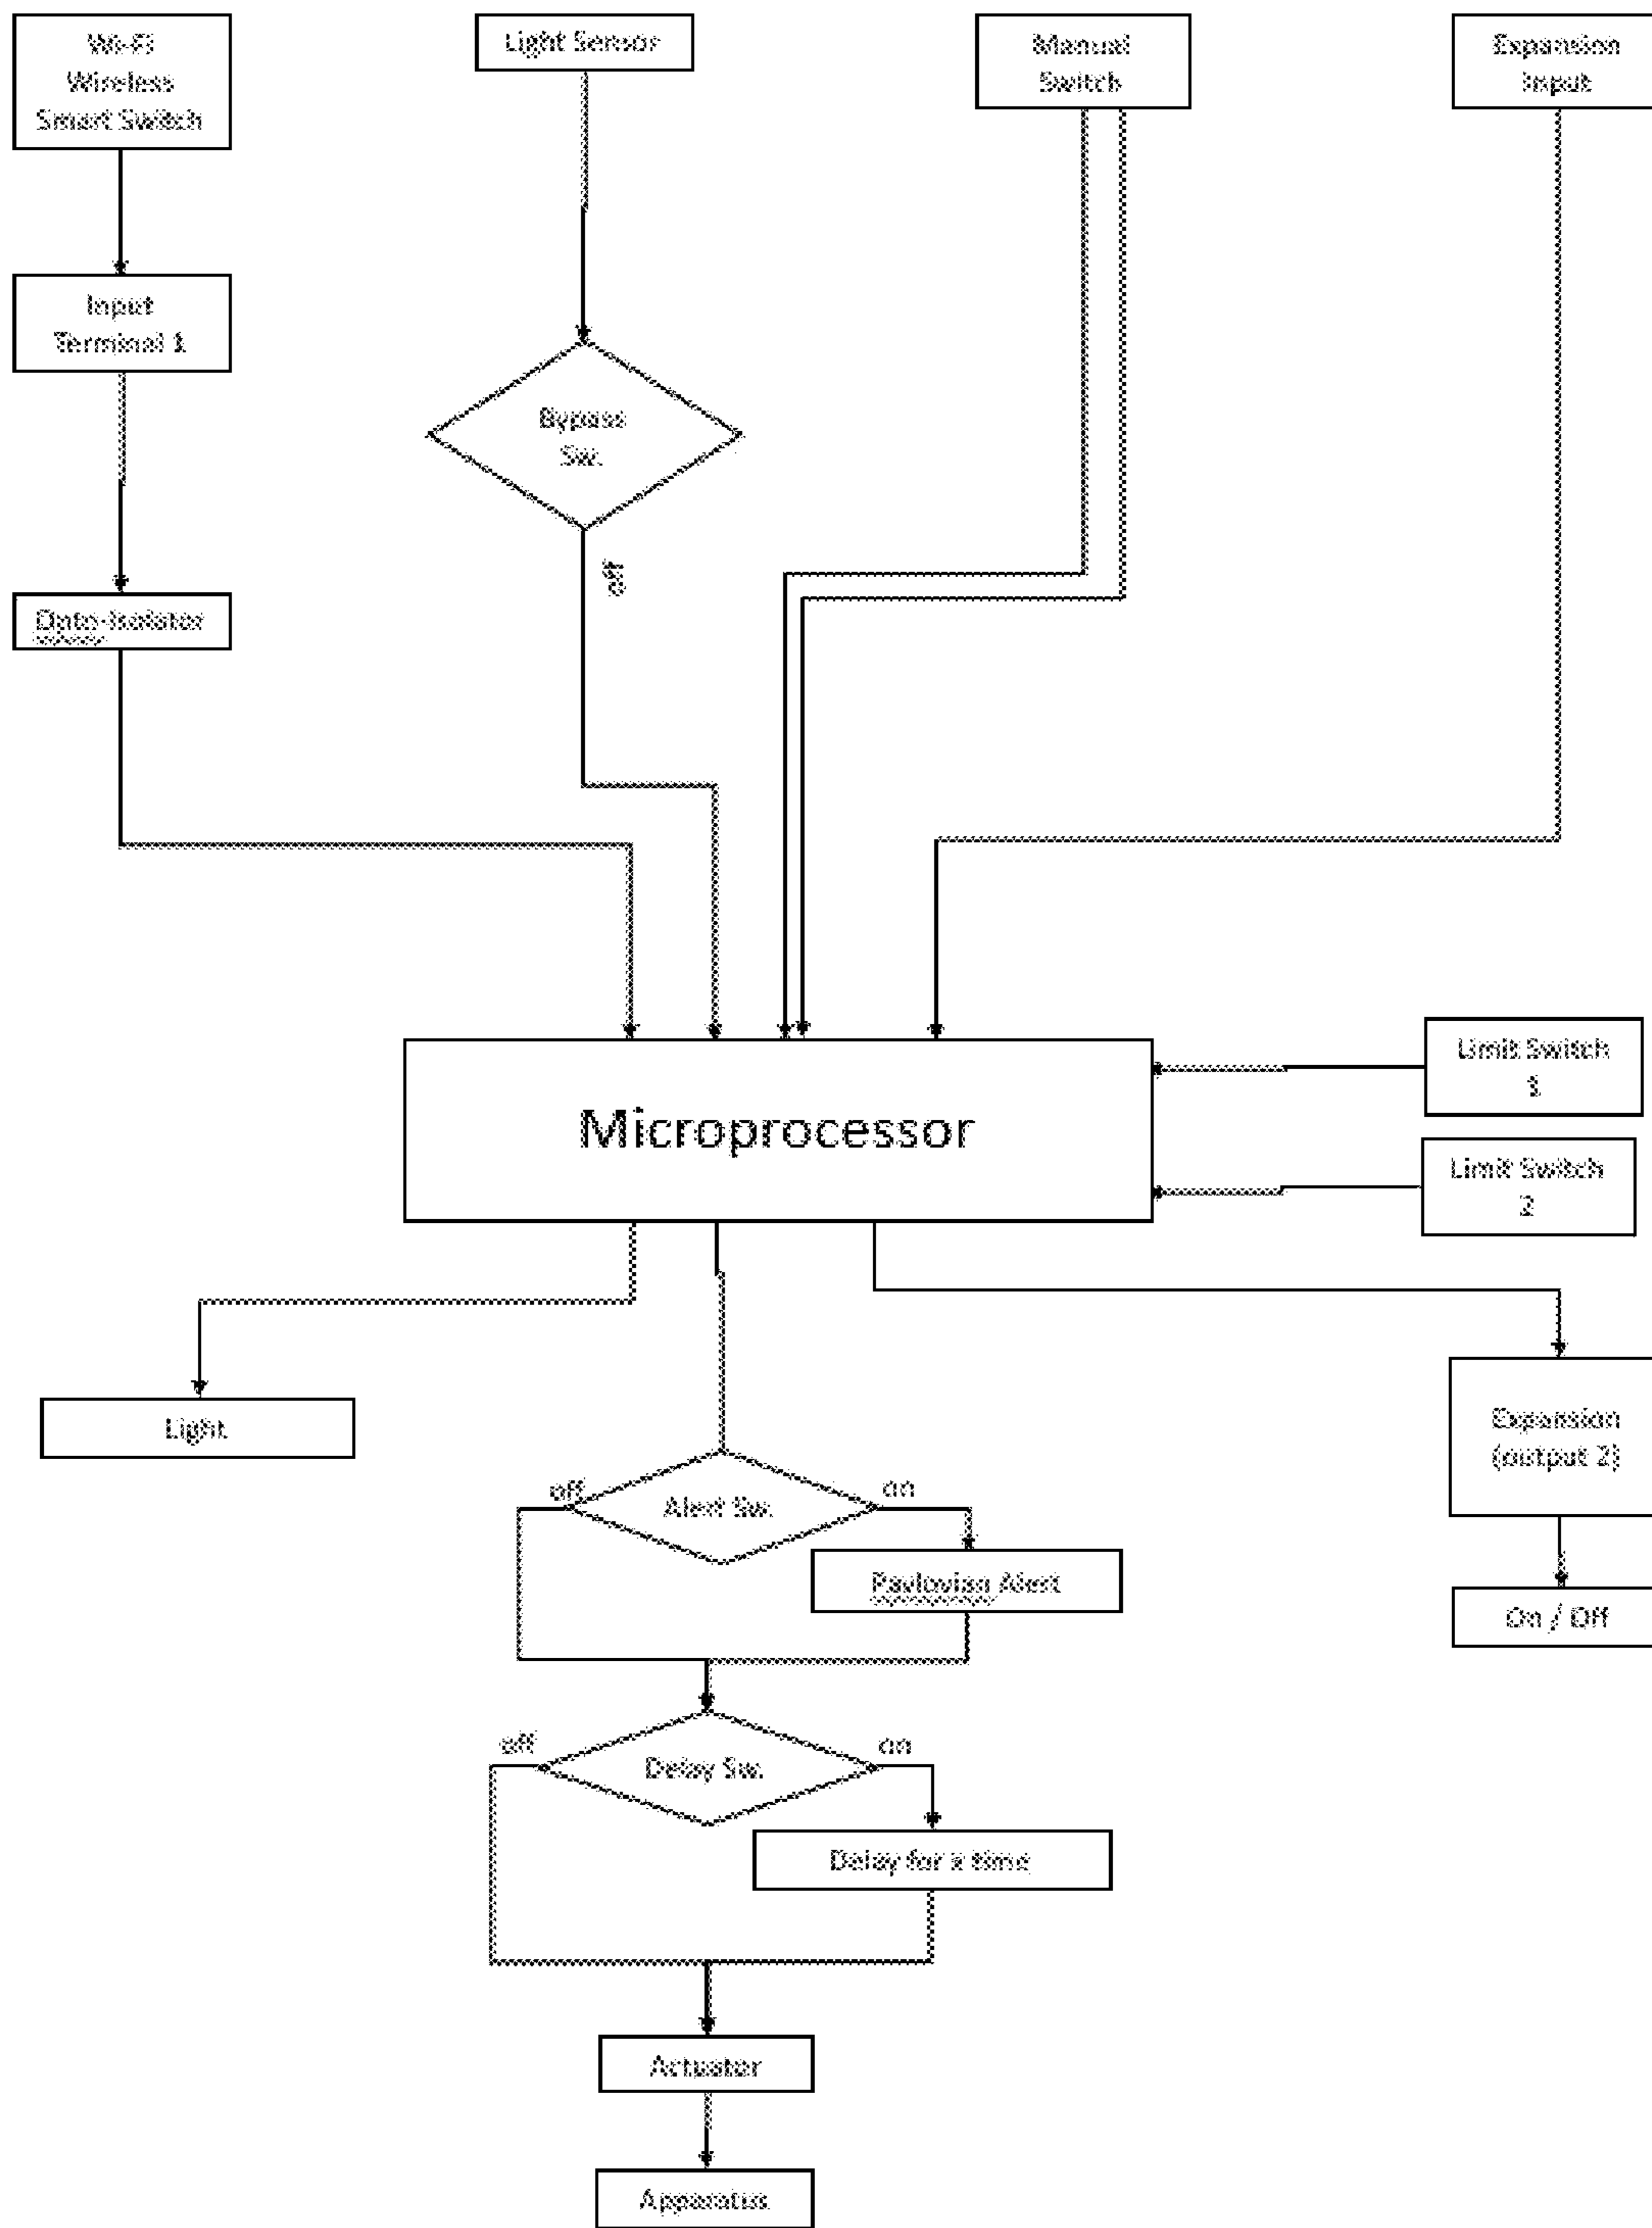 Wi-Fi
Wireless
Smart Switch
Light Sensor
Manual
Switch
Expansion
Input
Input
Terminal 1
Bypass
Sw.
off
Opto-Isolator
Limit Switch
1
Microprocessor
Limit Switch
2
Light
Expansion
(output 2)
off
on
Alert Sw.
Pavlovian Alert
On / Off
off
on
Delay Sw.
Delay for x time
Actuator
Apparatus